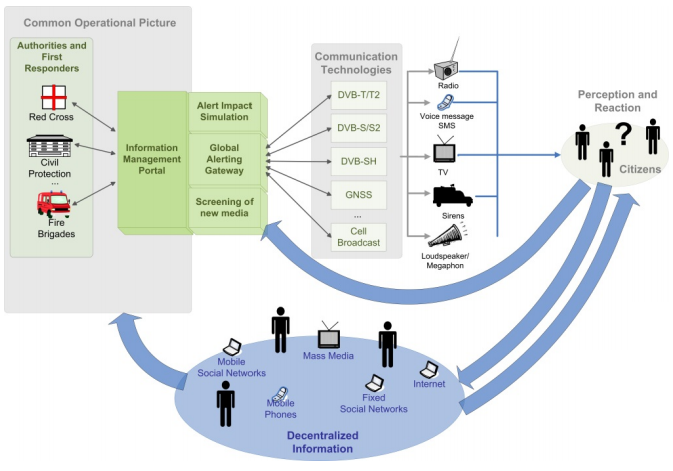 Common Operational Picture
Authorities and
First
Responders
Red Cross
Civil
Protection
...
Fire
Brigades
Information
Management
Portal
Alert Impact
Simulation
Global
Alerting
Gateway
Screening of
new media
Communication
Technologies
DVB-T/T2
DVB-S/S2
DVB-SH
GNSS
...
Cell
Broadcast
Radio
Voice message
SMS
TV
Sirens
Loudspeaker/
Megaphon
Perception and
Reaction
?
Citizens
Mobile
Social Networks
Mass Media
Internet
Mobile
Phones
Fixed
Social Networks
Decentralized
Information